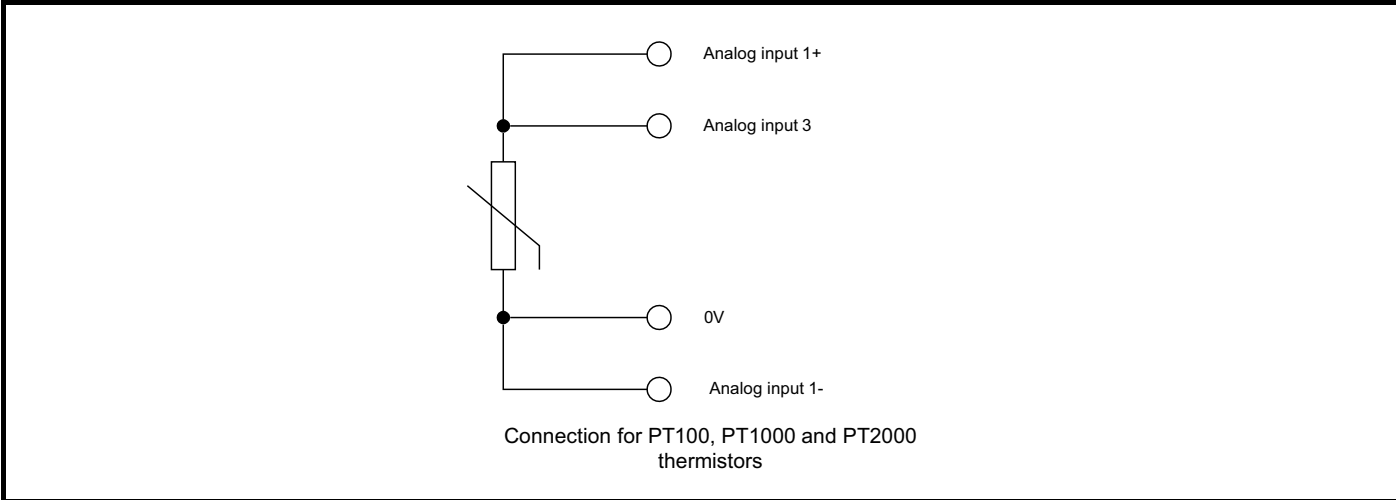 Analog input 1+
Analog input 3
0V
Analog input 1-
Connection for PT100, PT1000 and PT2000
thermistors